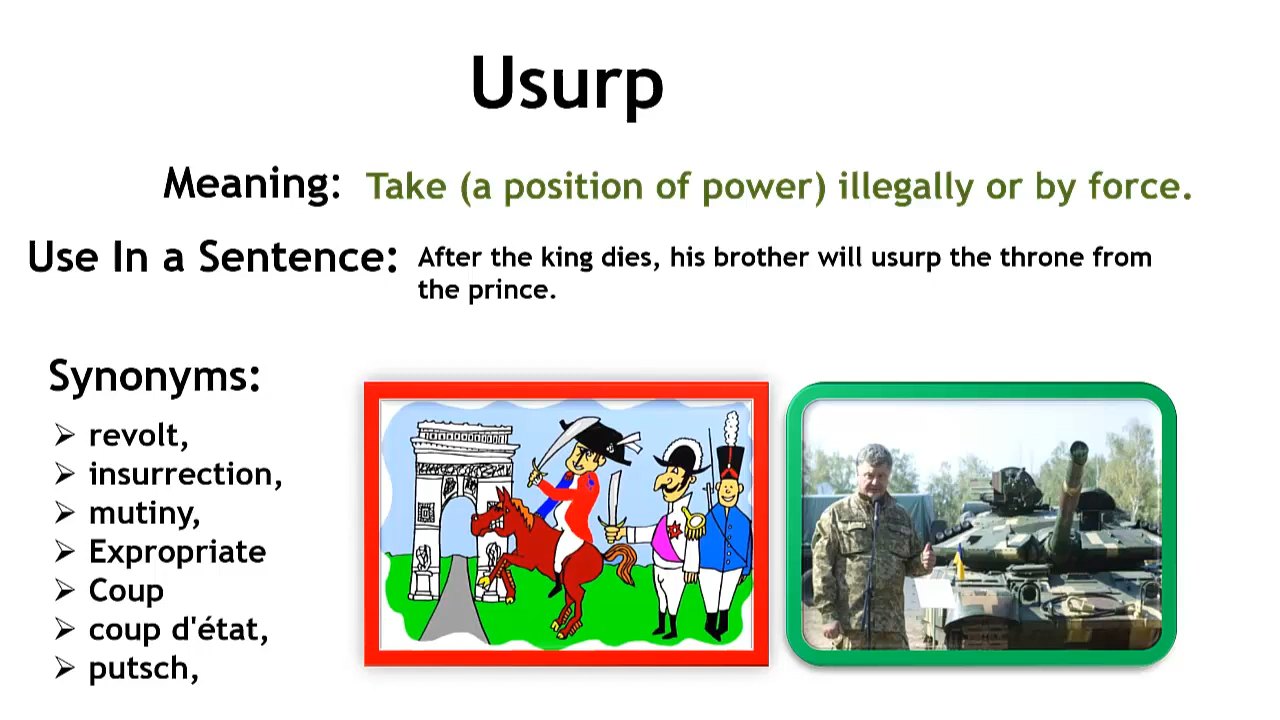 Usurp
Meaning: Take (a position of power) illegally or by force.
Use In a Sentence: After the king dies, his brother will usurp the throne from
the prince.
Synonyms:
➢ revolt,
➢ insurrection,
➢ mutiny,
➢ Expropriate
➢ Coup
➢ coup d'état,
➢ putsch,